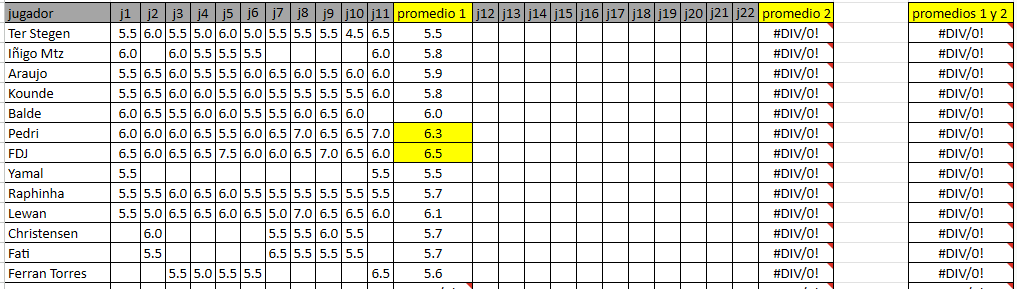 jugador j1 j2 j3 j4 j5 j6 j7 j8 j9 j10 j11 promedio 1 j12 j13 j14 j15 j16 j17 j18 j19 j20 j21 j22 promedio 2 promedios 1 y 2
Ter Stegen 5.5 6.0 5.5 5.0 6.0 5.0 5.5 5.5 5.5 4.5 6.5 5.5 #DIV/0! #DIV/0!
Iñigo Mtz 6.0 6.0 5.5 5.5 5.5 6.0 5.8 #DIV/0! #DIV/0!
Araujo 5.5 6.5 6.0 5.5 5.5 6.0 6.5 6.0 5.5 6.0 6.0 5.9 #DIV/0! #DIV/0!
Kounde 5.5 6.5 5.5 6.0 5.5 5.5 6.0 5.5 5.5 5.5 6.0 5.8 #DIV/0! #DIV/0!
Balde 6.0 6.5 5.5 6.5 6.0 5.5 5.5 6.0 6.5 6.0 6.0 #DIV/0! #DIV/0!
Pedri 6.0 6.0 6.0 6.5 5.5 6.0 6.5 7.0 6.5 6.5 7.0 6.3 #DIV/0! #DIV/0!
FDJ 6.5 6.0 6.5 6.5 7.5 6.0 6.0 6.5 7.0 6.5 6.0 6.5 #DIV/0! #DIV/0!
Yamal 5.5 5.5 5.5 #DIV/0! #DIV/0!
Raphinha 5.5 5.5 6.0 6.5 6.0 5.5 5.5 5.5 5.5 5.5 5.5 5.7 #DIV/0! #DIV/0!
Lewan 5.5 5.0 6.5 6.5 6.0 6.5 5.0 7.0 6.5 6.5 6.0 6.1 #DIV/0! #DIV/0!
Christensen 6.0 5.5 5.5 6.0 5.5 5.7 #DIV/0! #DIV/0!
Fati 5.5 6.5 5.5 5.5 5.5 5.7 #DIV/0! #DIV/0!
Ferran Torres 5.5 5.0 5.5 5.5 6.5 5.6 #DIV/0! #DIV/0!